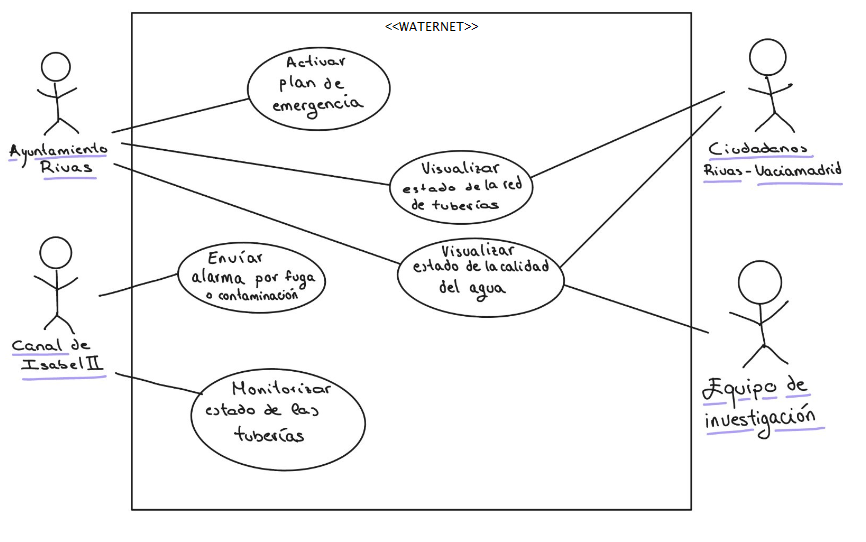 <<WATERNET>>
Activar
plan de
emergencia
Ayuntamiento
Rivas
Visualizar
estado de la red
de tuberías
Ciudadanos
Rivas-Vaciamadrid
Envíar
alarma por fuga
o contaminación
Visualizar
estado de la calidad
del agua
Canal de
Isabel II
Monitorizar
estado de las
tuberías
Equipo de
investigación